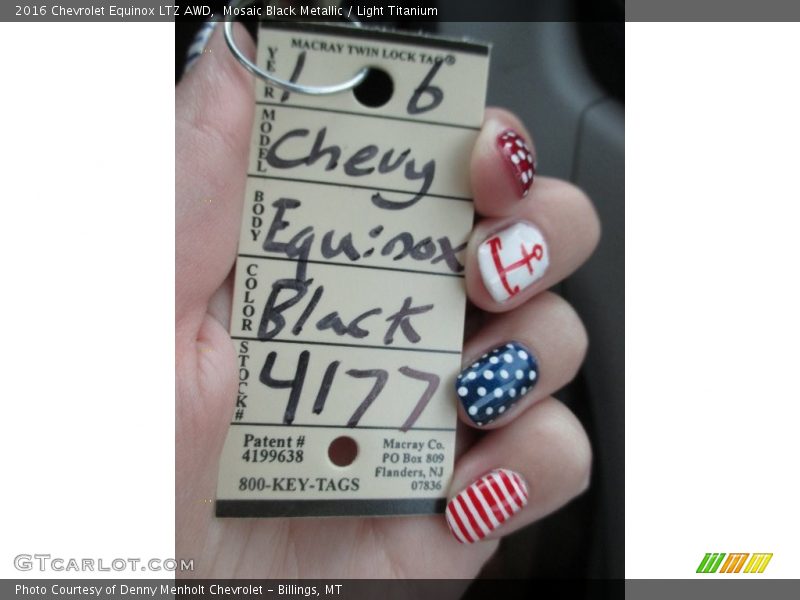 2016 Chevrolet Equinox LTZ AWD,  Mosaic Black Metallic / Light Titanium
MACRAY TWIN LOCK TAG®
YEAR 1 6
MODEL Chevy
BODY Equinox
COLOR Black
STOCK# 4177
Patent #
4199638
800-KEY-TAGS
Macray Co.
PO Box 809
Flanders, NJ
07836
GTcarlot.com
Photo Courtesy of Denny Menholt Chevrolet – Billings, MT